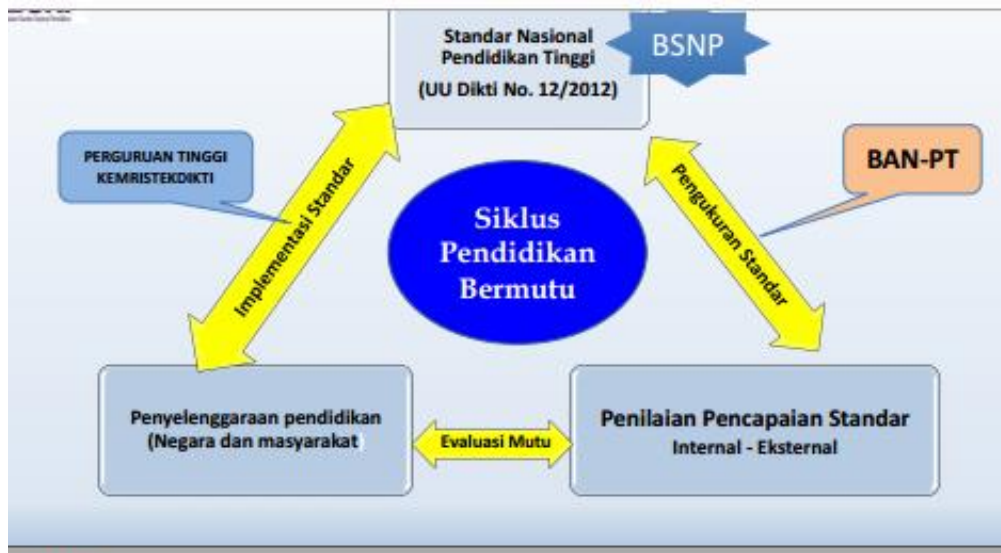 Standar Nasional
Pendidikan Tinggi
(UU Dikti No. 12/2012)
BSNP
PERGURUAN TINGGI
KEMRISTEKDIKTI
BAN-PT
Implementasi Standar
Pengukuran Standar
Siklus
Pendidikan
Bermutu
Penyelenggaraan pendidikan
(Negara dan masyarakat)
Evaluasi Mutu
Penilaian Pencapaian Standar
Internal - Eksternal